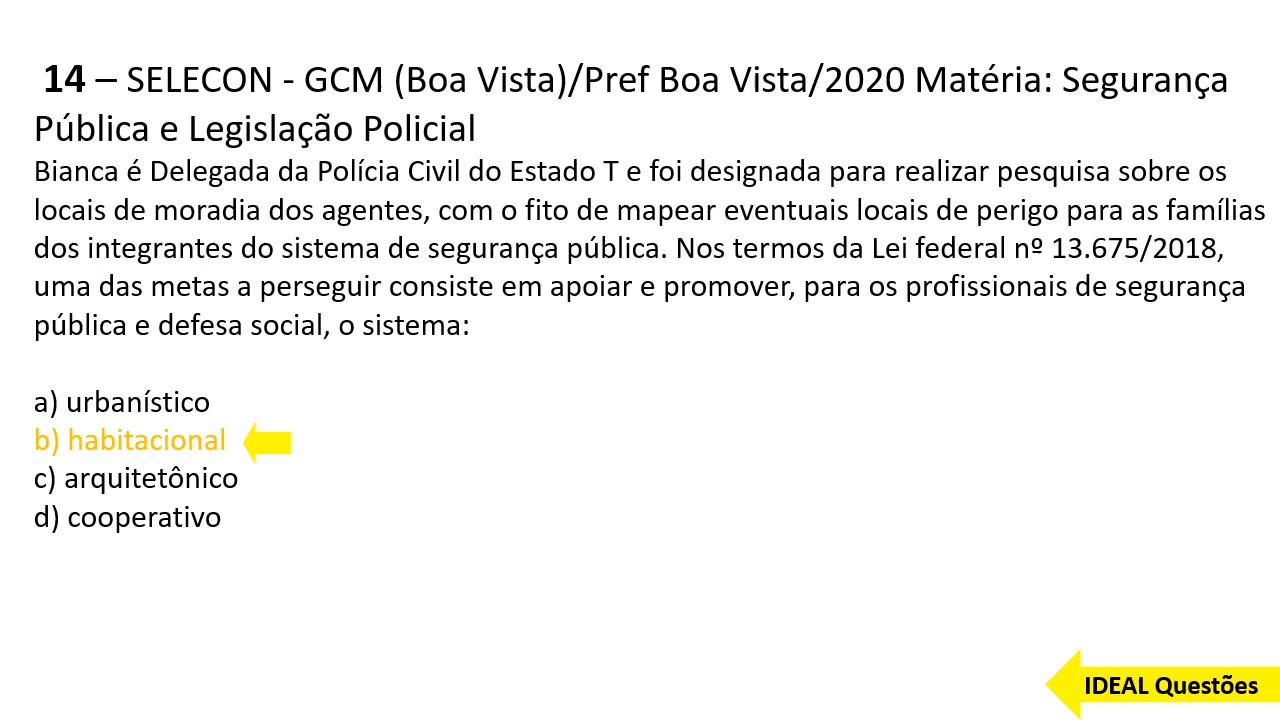 14 – SELECON - GCM (Boa Vista)/Pref Boa Vista/2020 Matéria: Segurança
Pública e Legislação Policial
Bianca é Delegada da Polícia Civil do Estado T e foi designada para realizar pesquisa sobre os
locais de moradia dos agentes, com o fito de mapear eventuais locais de perigo para as famílias
dos integrantes do sistema de segurança pública. Nos termos da Lei federal nº 13.675/2018,
uma das metas a perseguir consiste em apoiar e promover, para os profissionais de segurança
pública e defesa social, o sistema:
a) urbanístico
b) habitacional
c) arquitetônico
d) cooperativo
IDEAL Questões